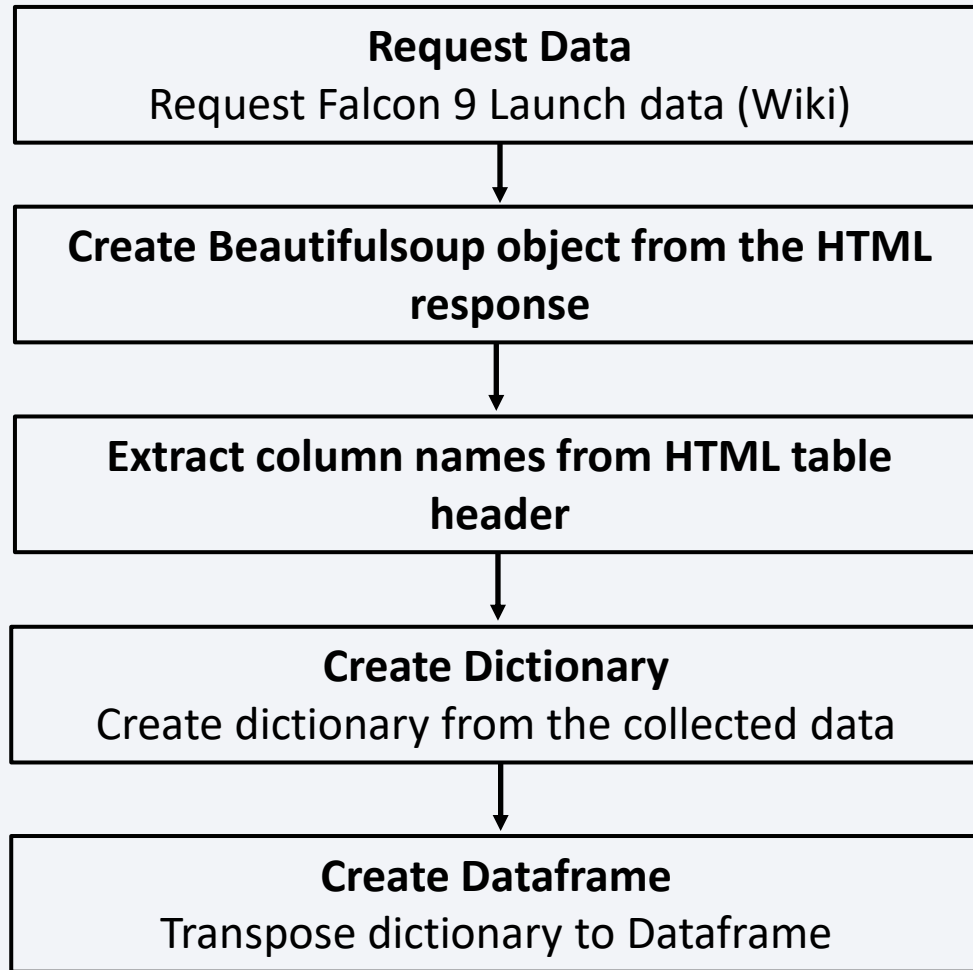 Request Data
Request Falcon 9 Launch data (Wiki)
Create Beautifulsoup object from the HTML
response
Extract column names from HTML table
header
Create Dictionary
Create dictionary from the collected data
Create Dataframe
Transpose dictionary to Dataframe